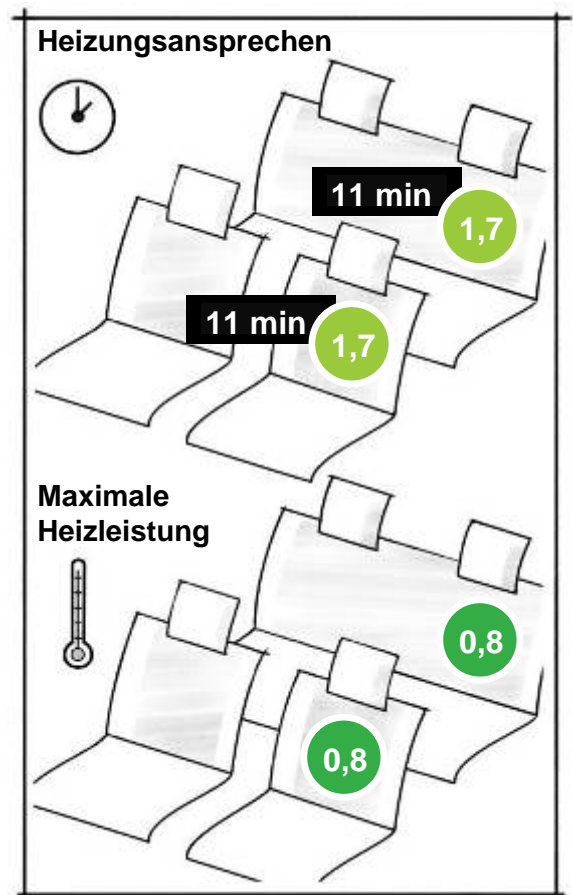 Heizungsansprechen
11 min
1,7
11 min
1,7
Maximale
Heizleistung
0,8
0,8